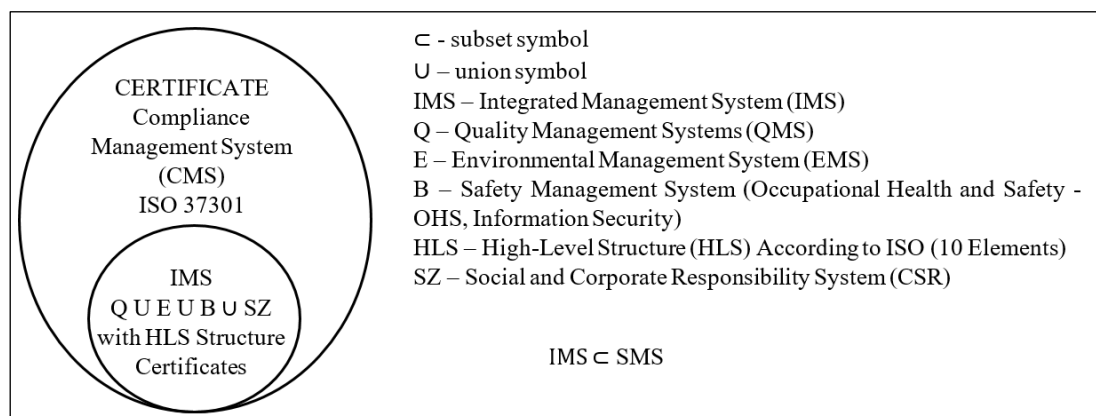 CERTIFICATE
Compliance
Management System
(CMS)
ISO 37301
IMS
Q U E U B ∪ SZ
with HLS Structure
Certificates
⊂ - subset symbol
∪ – union symbol
IMS – Integrated Management System (IMS)
Q – Quality Management Systems (QMS)
E – Environmental Management System (EMS)
B – Safety Management System (Occupational Health and Safety -
OHS, Information Security)
HLS – High-Level Structure (HLS) According to ISO (10 Elements)
SZ – Social and Corporate Responsibility System (CSR)
IMS ⊂ SMS